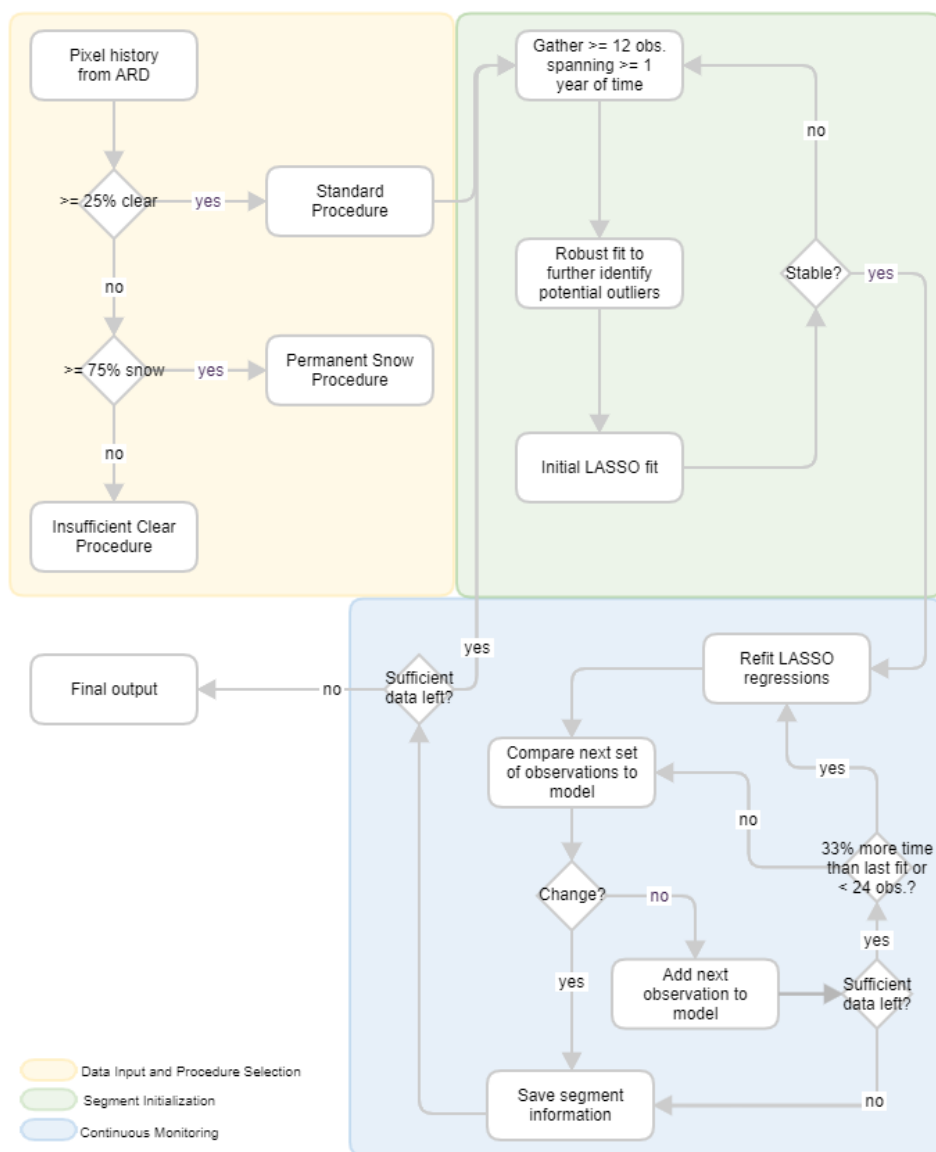 Pixel history
from ARD
>= 25% clear
yes
Standard
Procedure
no
>= 75% snow
yes
Permanent Snow
Procedure
no
Insufficient Clear
Procedure
Gather >= 12 obs.
spanning >= 1
year of time
no
Robust fit to
further identify
potential outliers
Stable?
yes
Initial LASSO fit
yes
Final output
no
Sufficient
data left?
Refit LASSO
regressions
Compare next set
of observations to
model
yes
no
33% more time
than last fit or
< 24 obs.?
Change?
no
yes
yes
Add next
observation to
model
Sufficient
data left?
Save segment
information
no
Data Input and Procedure Selection
Segment Initialization
Continuous Monitoring